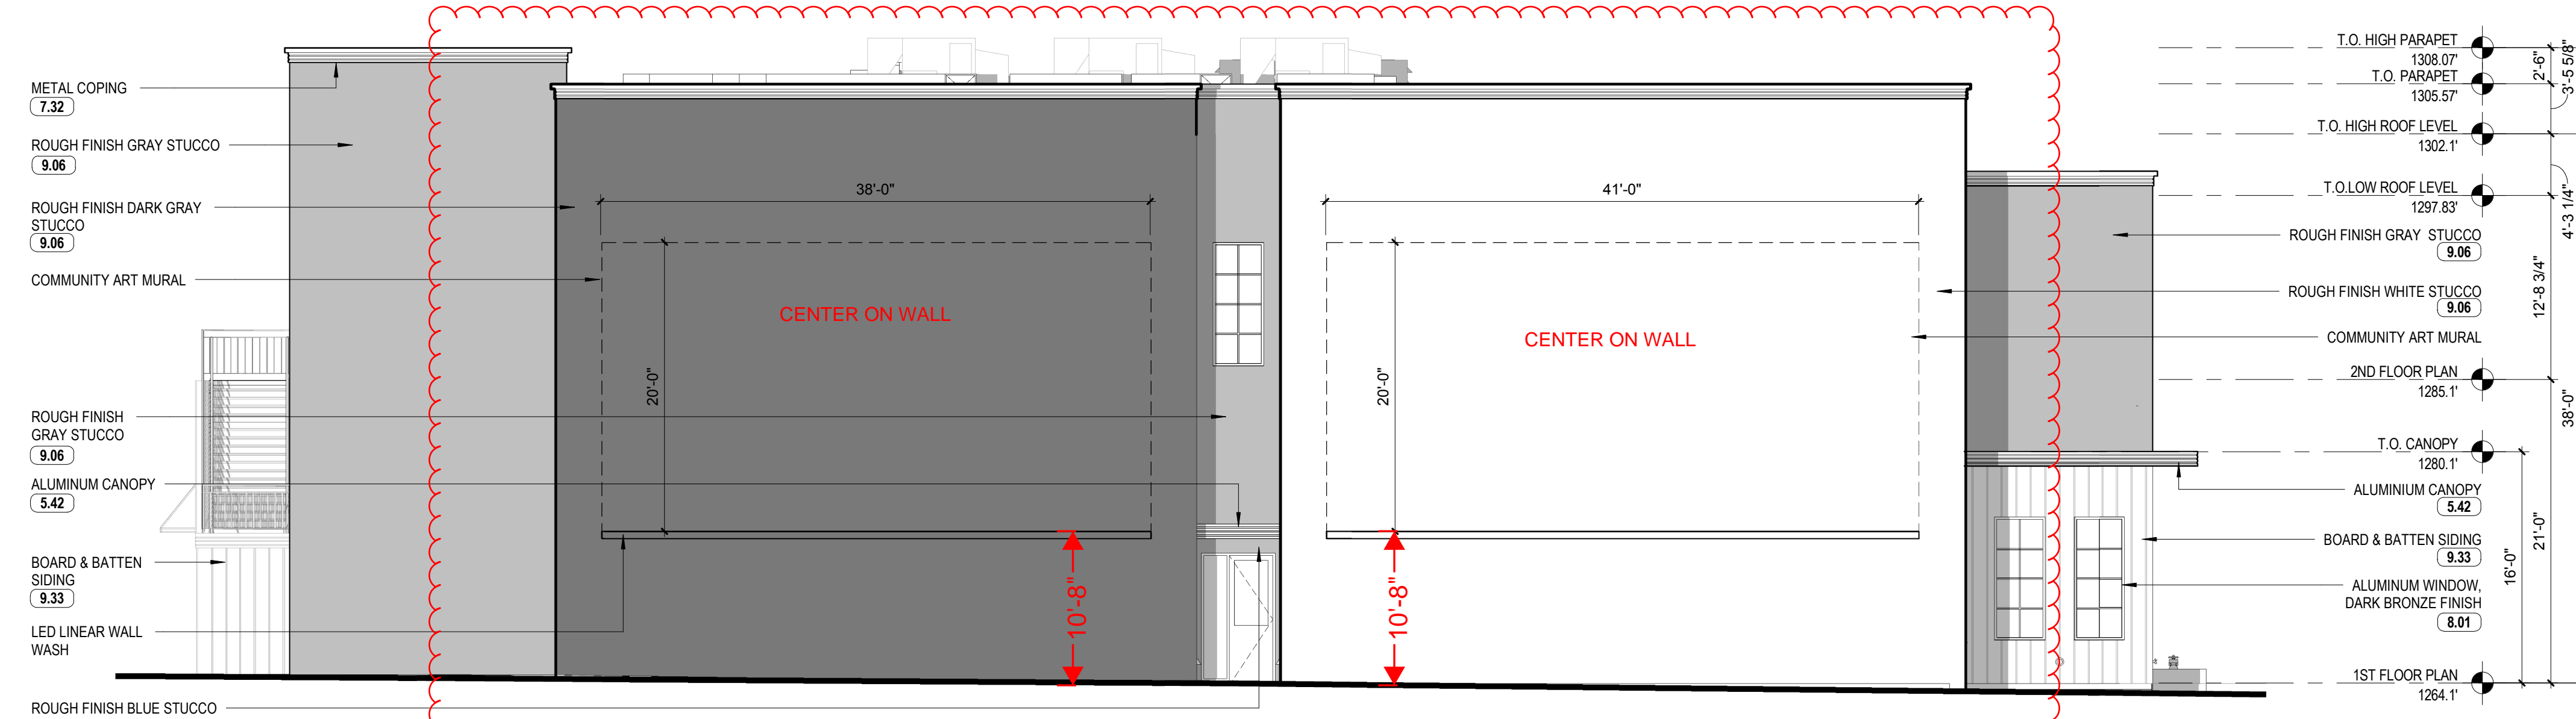 METAL COPING
7.32
ROUGH FINISH GRAY STUCCO
9.06
ROUGH FINISH DARK GRAY
STUCCO
9.06
COMMUNITY ART MURAL
ROUGH FINISH
GRAY STUCCO
9.06
ALUMINUM CANOPY
5.42
BOARD & BATTEN
SIDING
9.33
LED LINEAR WALL
WASH
ROUGH FINISH BLUE STUCCO
38'-0"
20'-0"
CENTER ON WALL
10'-8"
41'-0"
20'-0"
CENTER ON WALL
10'-8"
T.O. HIGH PARAPET
1308.07'
T.O. PARAPET
1305.57'
T.O. HIGH ROOF LEVEL
1302.1'
T.O.LOW ROOF LEVEL
1297.83'
ROUGH FINISH GRAY STUCCO
9.06
ROUGH FINISH WHITE STUCCO
9.06
COMMUNITY ART MURAL
2ND FLOOR PLAN
1285.1'
T.O. CANOPY
1280.1'
ALUMINIUM CANOPY
5.42
BOARD & BATTEN SIDING
9.33
ALUMINUM WINDOW,
DARK BRONZE FINISH
8.01
1ST FLOOR PLAN
1264.1'
2'-6"
3'-5 5/8"
4'-3 1/4"
12'-8 3/4"
38'-0"
21'-0"
16'-0"